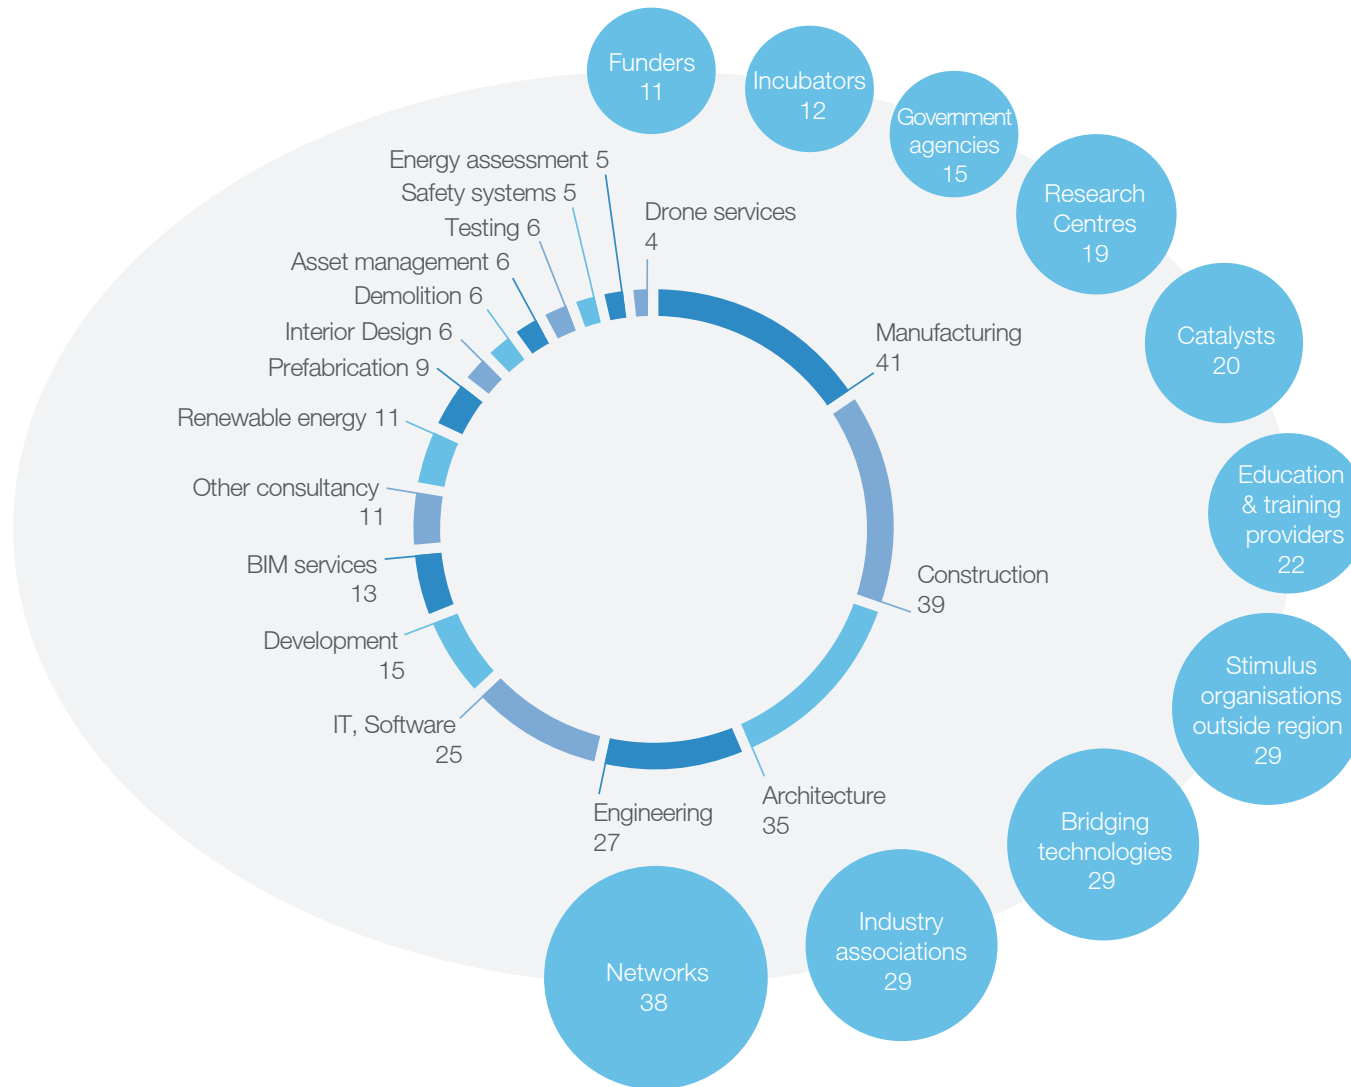 Funders
11
Incubators
12
Government
agencies
15
Research
Centres
19
Catalysts
20
Education
& training
providers
22
Stimulus
organisations
outside region
29
Bridging
technologies
29
Industry
associations
29
Networks
38
Drone services
4
Manufacturing
41
Construction
39
Architecture
35
Engineering
27
IT, Software
25
Development
15
BIM services
13
Other consultancy
11
Renewable energy 11
Prefabrication 9
Interior Design 6
Demolition 6
Asset management 6
Testing 6
Safety systems 5
Energy assessment 5